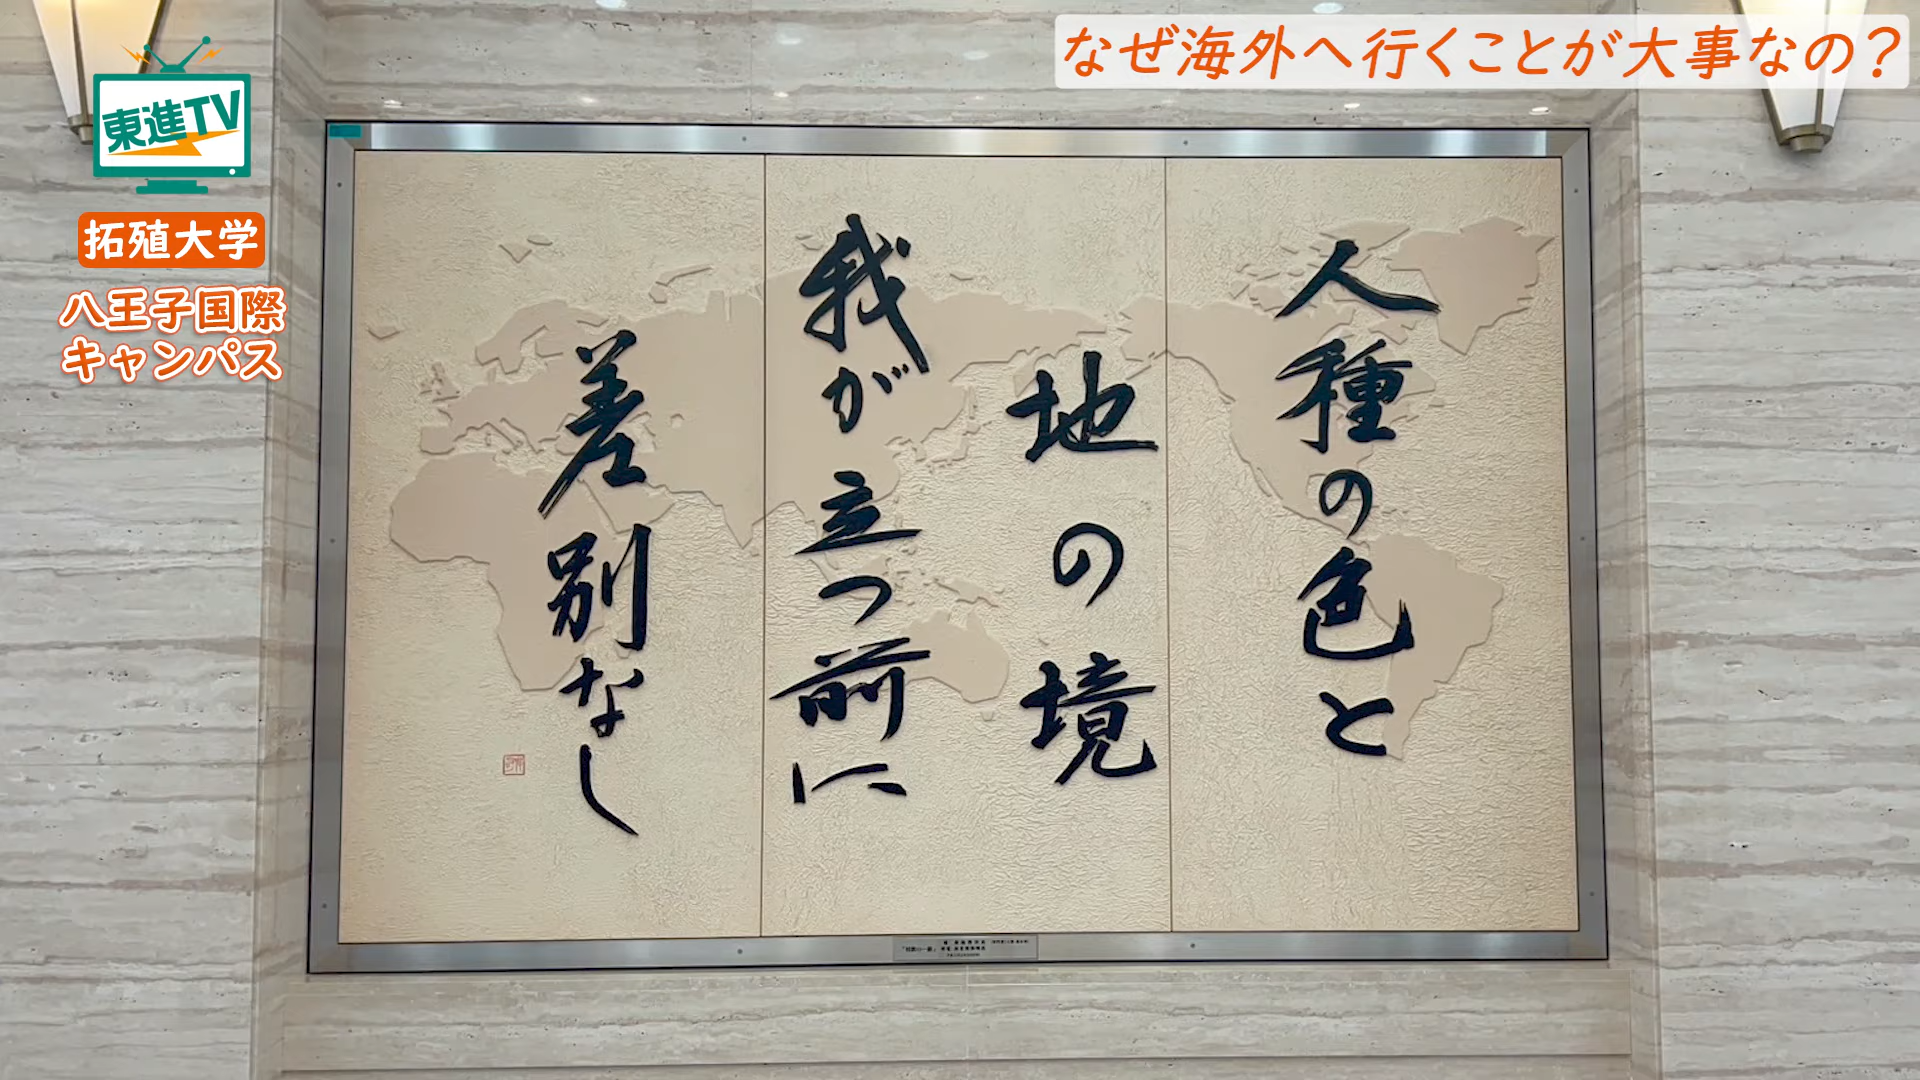 なぜ海外へ行くことが大事なの？
東進TV
拓殖大学
八王子国際
キャンパス
人種の色と
地の境
我が立つ前に
差別なし